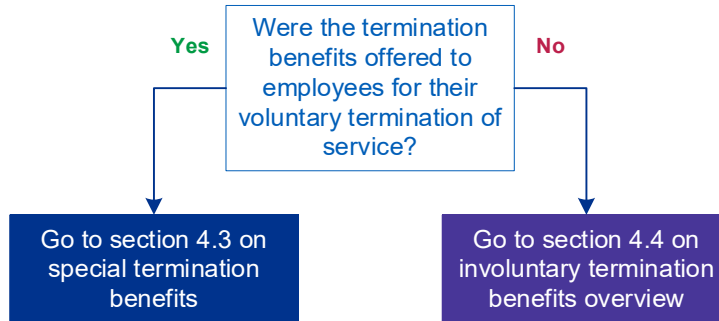 Were the termination
Yes
benefits offered to
No
employees for their
voluntary termination of
service?
Go to section 4.3 on
special termination
benefits
Go to section 4.4 on
involuntary termination
benefits overview